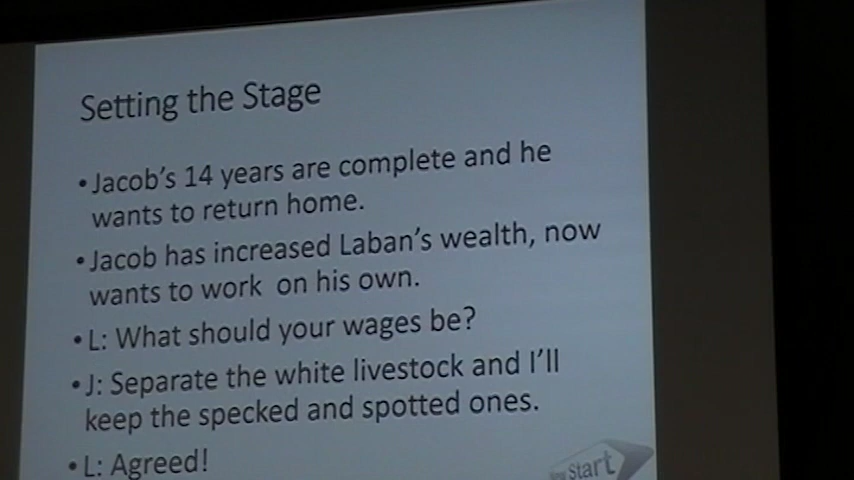 Setting the Stage
• Jacob's 14 years are complete and he
wants to return home.
• Jacob has increased Laban's wealth, now
wants to work on his own.
• L: What should your wages be?
• J: Separate the white livestock and I'll
keep the specked and spotted ones.
• L: Agreed!
Start